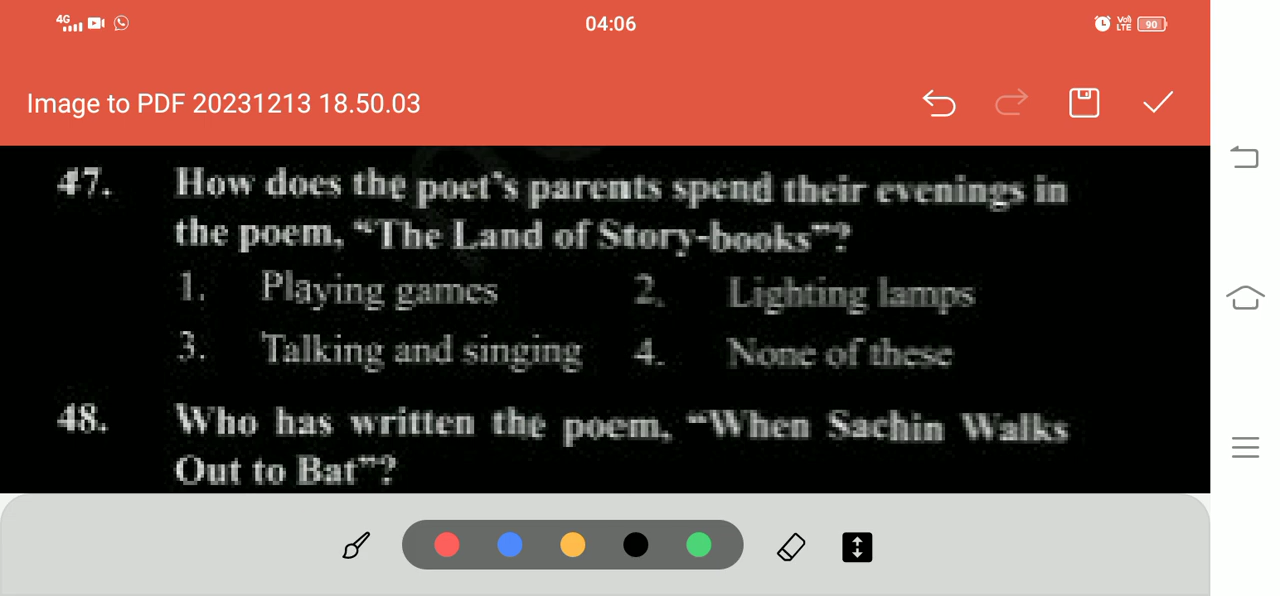 4G 04:06 Vo) LTE 90
Image to PDF 20231213 18.50.03
47. How does the poet's parents spend their evenings in
the poem, “The Land of Story-books”?
1. Playing games 2. Lighting lamps
3. Talking and singing 4. None of these
48. Who has written the poem, “When Sachin Walks
Out to Bat”?